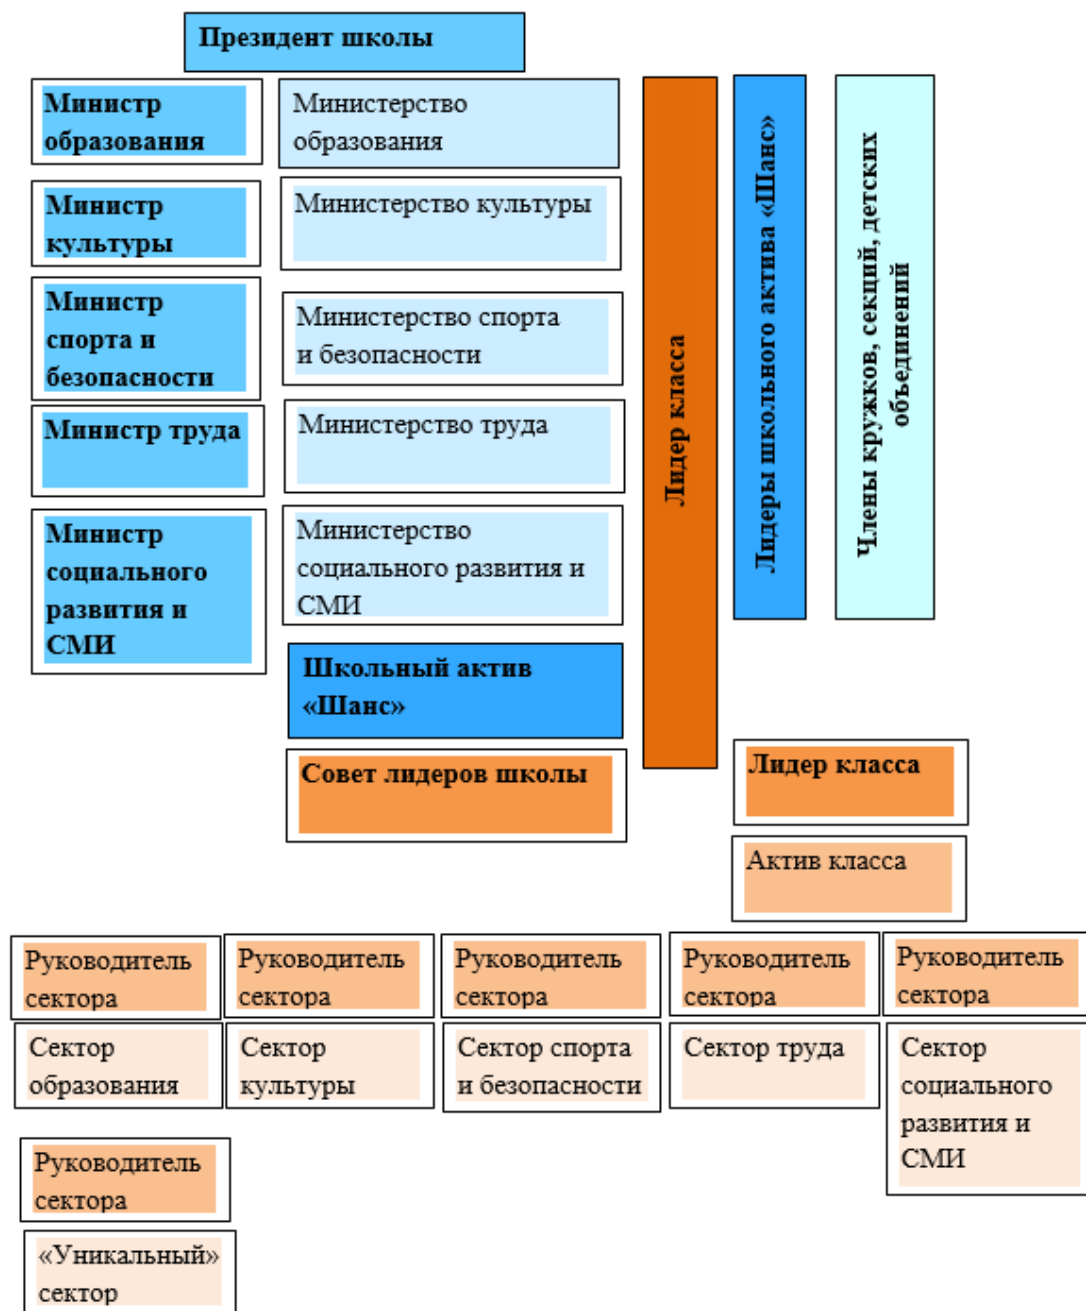 Президент школы
Министр
образования
Министерство
образования
Министр
культуры
Министерство культуры
Министр
спорта и
безопасности
Министерство спорта
и безопасности
Министр труда
Министерство труда
Министр
социального
развития и
СМИ
Министерство
социального развития и
СМИ
Школьный актив
«Шанс»
Совет лидеров школы
Лидер класса
Лидеры школьного актива «Шанс»
Члены кружков, секций, детских
объединений
Лидер класса
Актив класса
Руководитель
сектора
Руководитель
сектора
Руководитель
сектора
Руководитель
сектора
Руководитель
сектора
Сектор
образования
Сектор
культуры
Сектор спорта
и безопасности
Сектор труда
Сектор
социального
развития и
СМИ
Руководитель
сектора
«Уникальный»
сектор